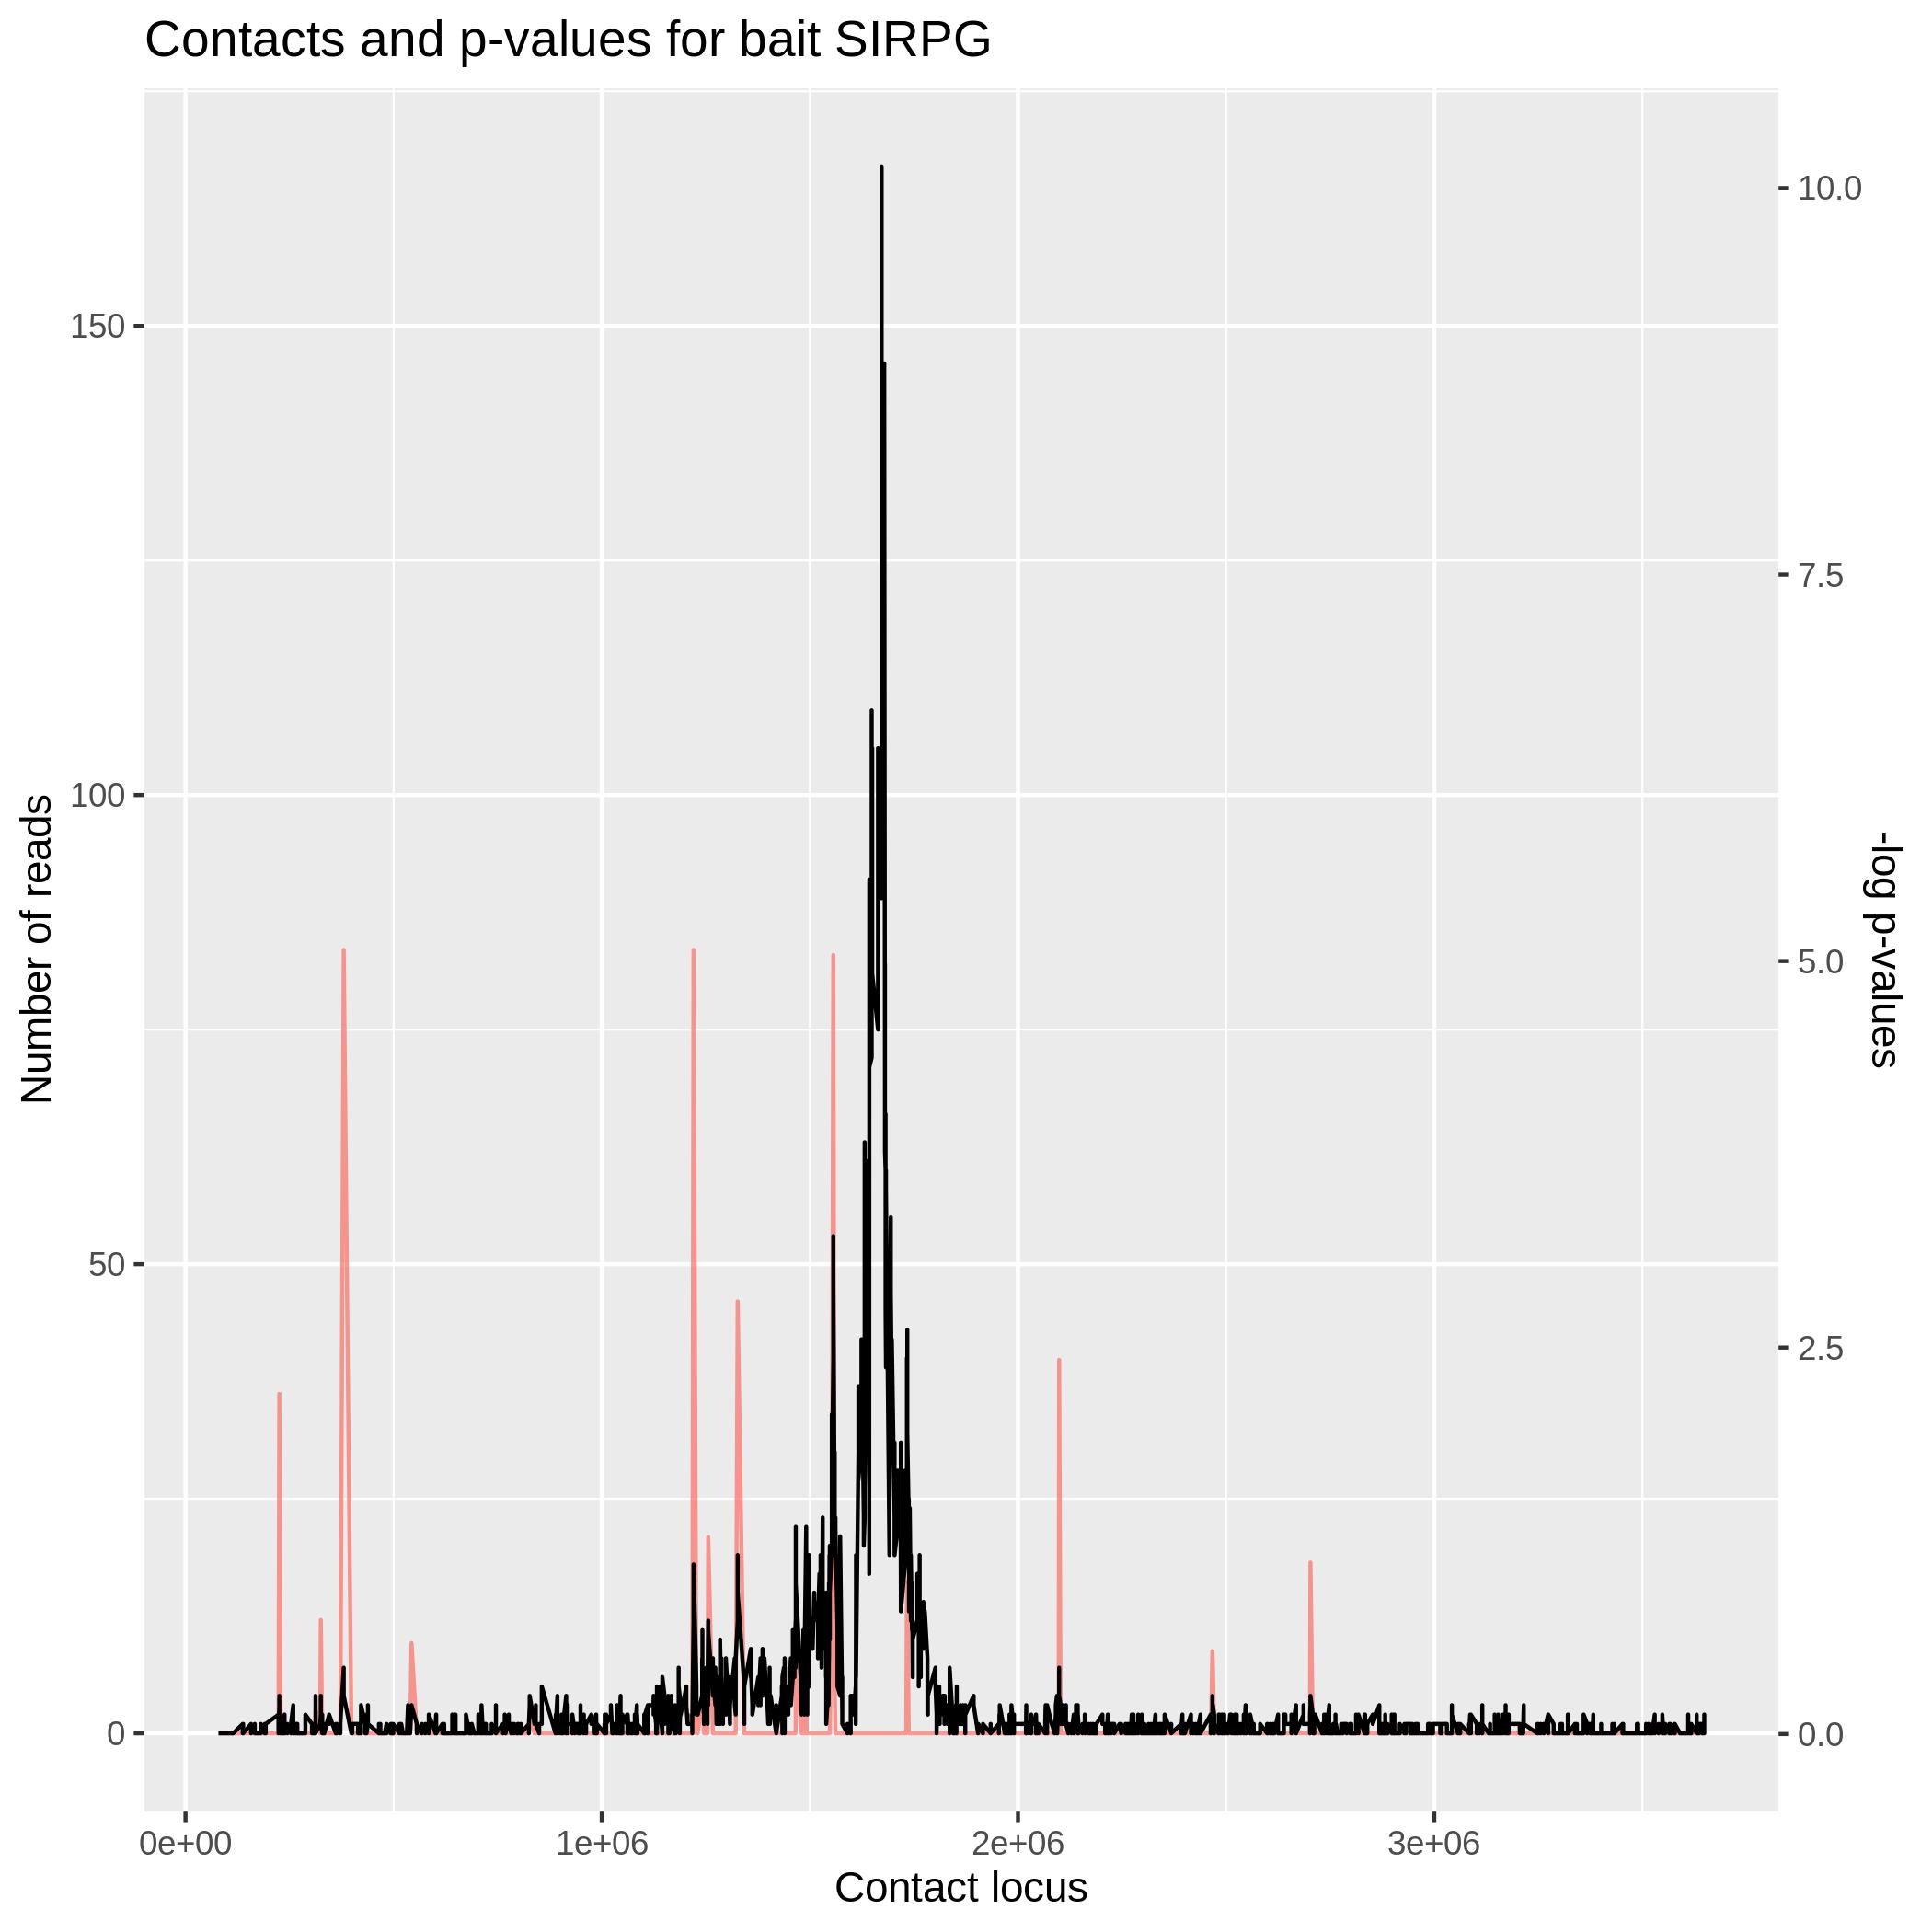 Contacts and p-values for bait SIRPG
Number of reads
150
100
50
0
10.0
7.5
5.0
2.5
0.0
-log p-values
0e+00 1e+06 2e+06 3e+06
Contact locus